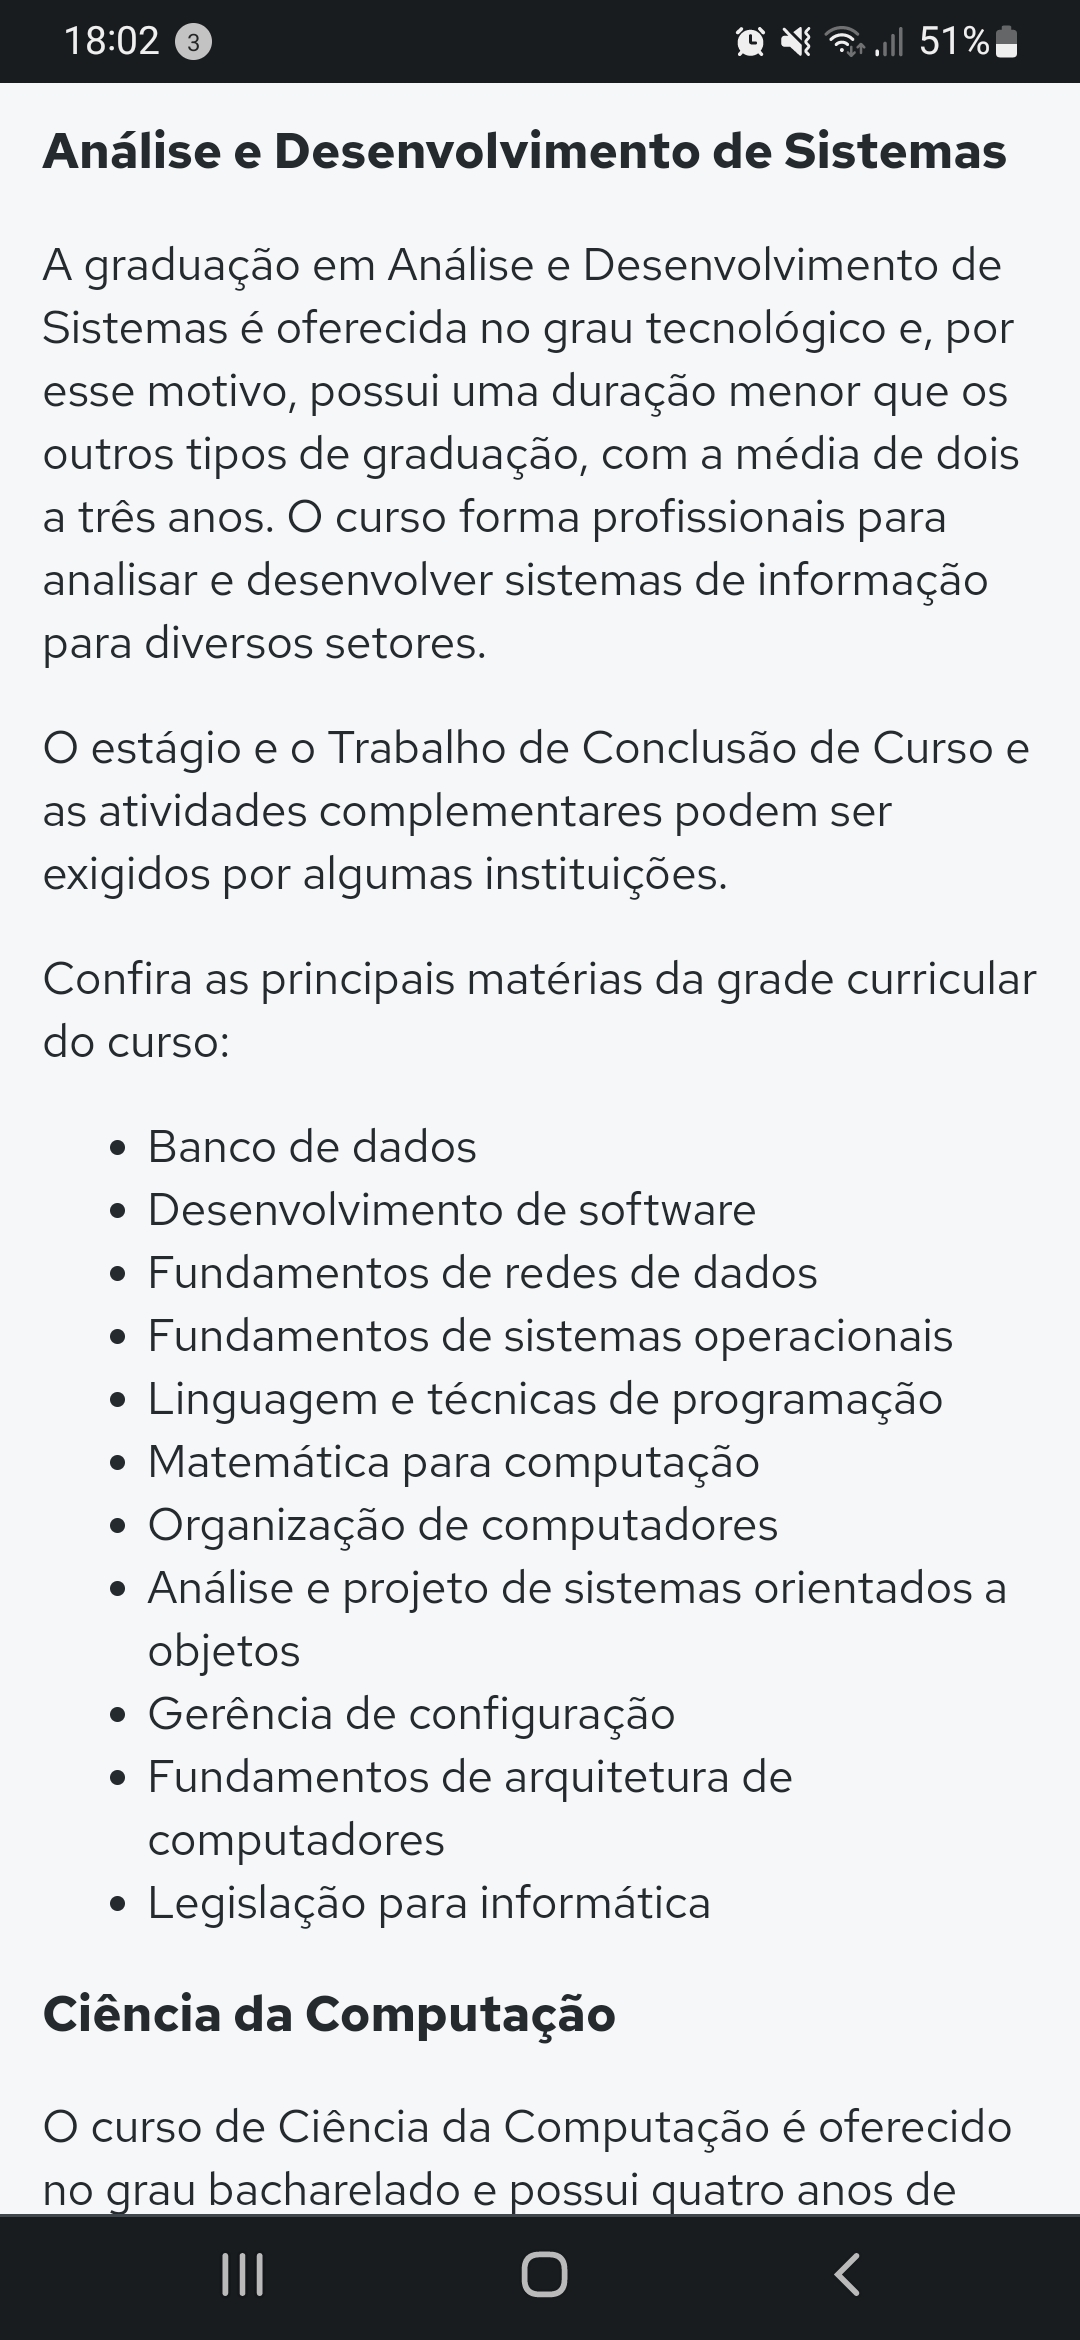 18:02 3 51%
Análise e Desenvolvimento de Sistemas
A graduação em Análise e Desenvolvimento de
Sistemas é oferecida no grau tecnológico e, por
esse motivo, possui uma duração menor que os
outros tipos de graduação, com a média de dois
a três anos. O curso forma profissionais para
analisar e desenvolver sistemas de informação
para diversos setores.
O estágio e o Trabalho de Conclusão de Curso e
as atividades complementares podem ser
exigidos por algumas instituições.
Confira as principais matérias da grade curricular
do curso:
• Banco de dados
• Desenvolvimento de software
• Fundamentos de redes de dados
• Fundamentos de sistemas operacionais
• Linguagem e técnicas de programação
• Matemática para computação
• Organização de computadores
• Análise e projeto de sistemas orientados a
objetos
• Gerência de configuração
• Fundamentos de arquitetura de
computadores
• Legislação para informática
Ciência da Computação
O curso de Ciência da Computação é oferecido
no grau bacharelado e possui quatro anos de